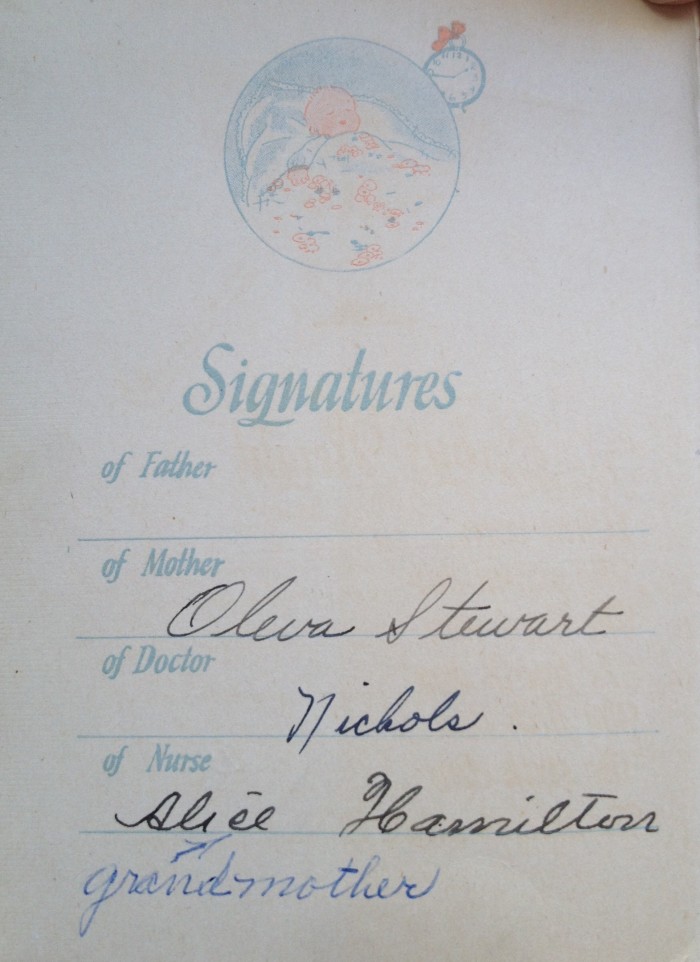 Signatures
of Father
of Mother
Oleva Stewart
of Doctor
Nichols.
of Nurse
Alice Hamilton
grandmother